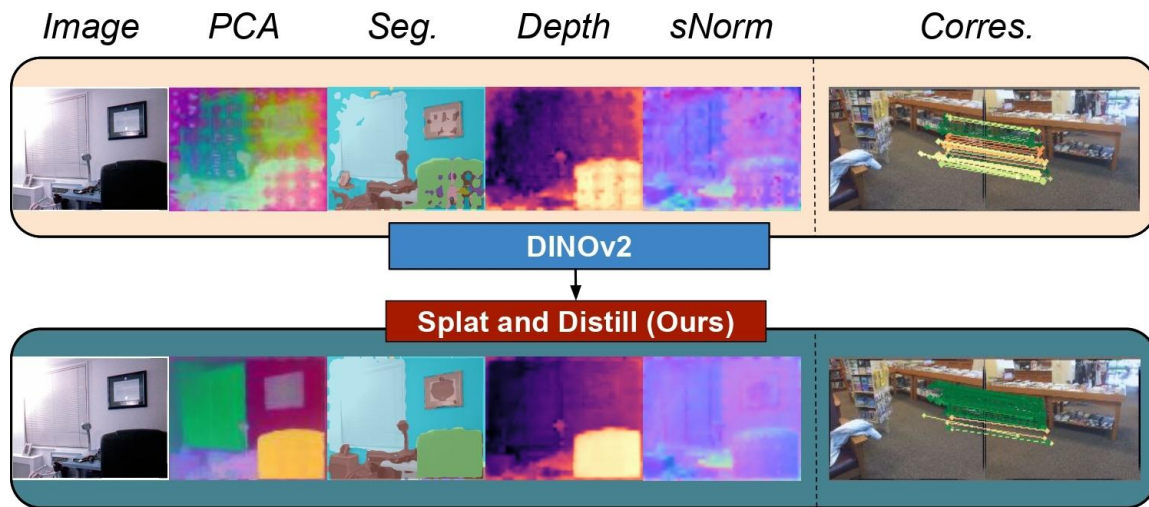 Image PCA Seg. Depth sNorm Corres.
DINOv2
Splat and Distill (Ours)